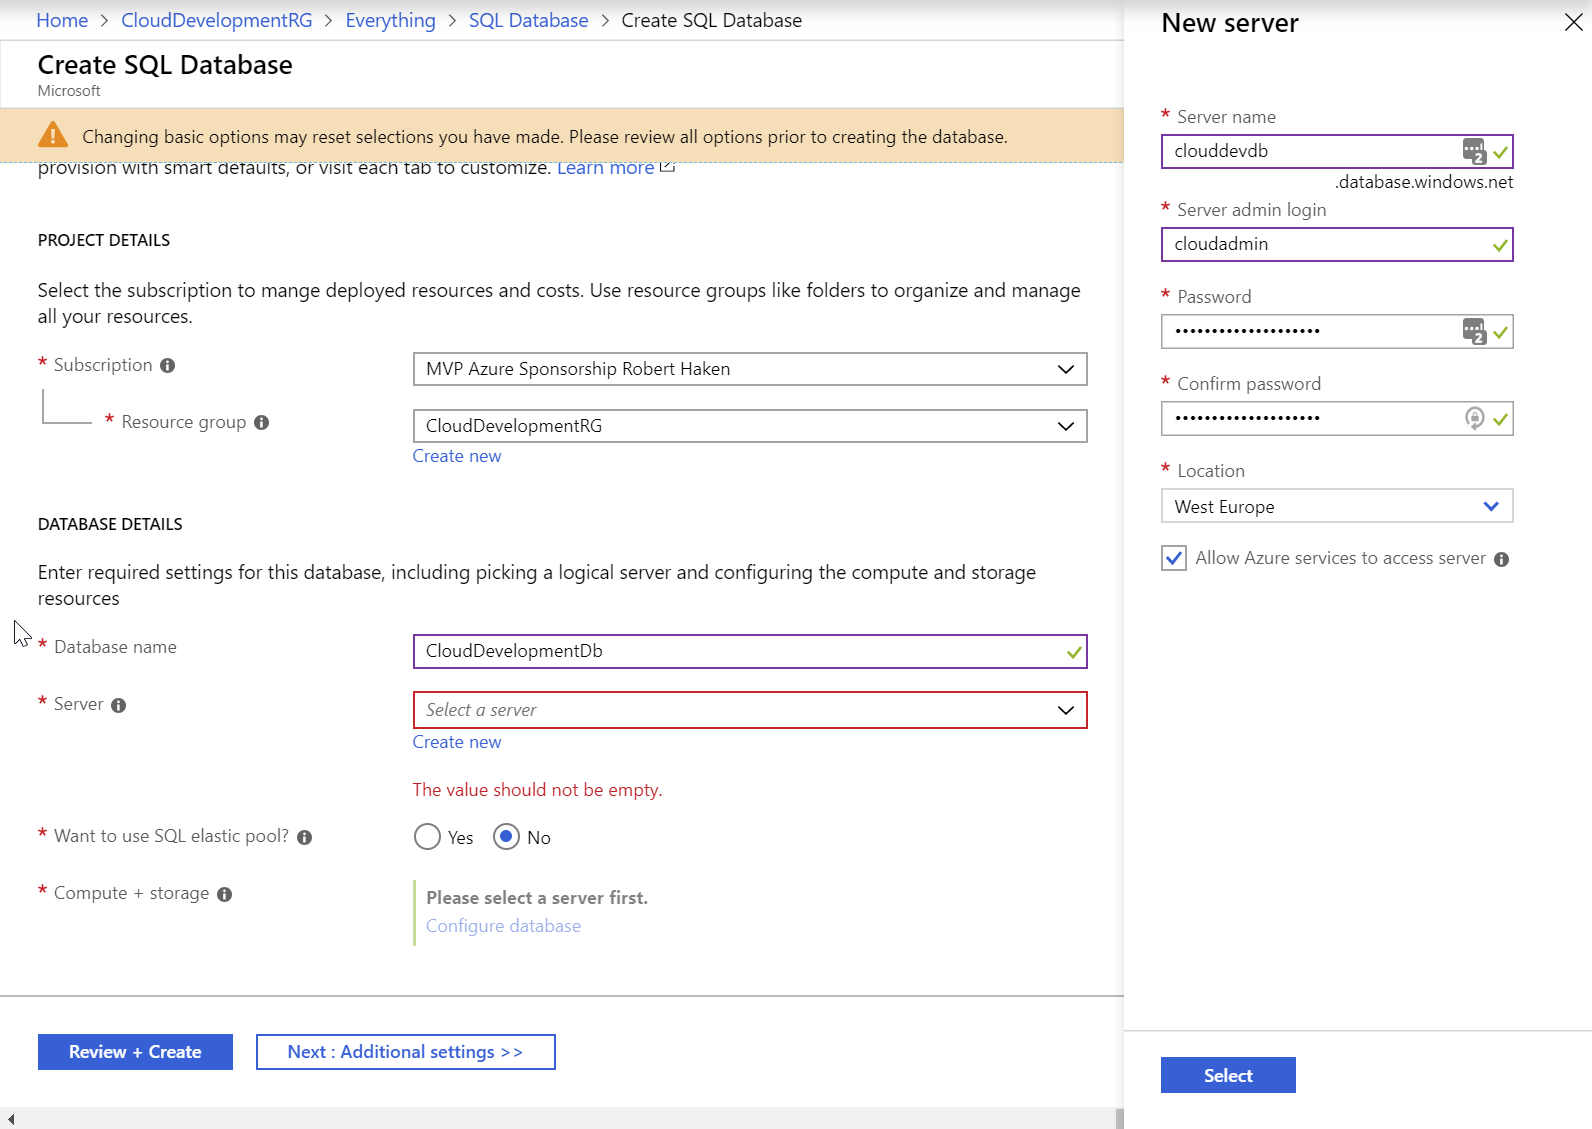 Home > CloudDevelopmentRG > Everything > SQL Database > Create SQL Database
Create SQL Database
Microsoft
Changing basic options may reset selections you have made. Please review all options prior to creating the database.
provision with smart defaults, or visit each tab to customize. Learn more
PROJECT DETAILS
Select the subscription to mange deployed resources and costs. Use resource groups like folders to organize and manage
all your resources.
* Subscription
MVP Azure Sponsorship Robert Haken
* Resource group
CloudDevelopmentRG
Create new
DATABASE DETAILS
Enter required settings for this database, including picking a logical server and configuring the compute and storage
resources
* Database name
CloudDevelopmentDb
* Server
Select a server
Create new
The value should not be empty.
* Want to use SQL elastic pool?
Yes No
* Compute + storage
Please select a server first.
Configure database
Review + Create
Next : Additional settings >>
New server
* Server name
clouddevdb
2
.database.windows.net
* Server admin login
cloudadmin
* Password
••••••••••••••••••••
2
* Confirm password
••••••••••••••••••••
* Location
West Europe
Allow Azure services to access server
Select